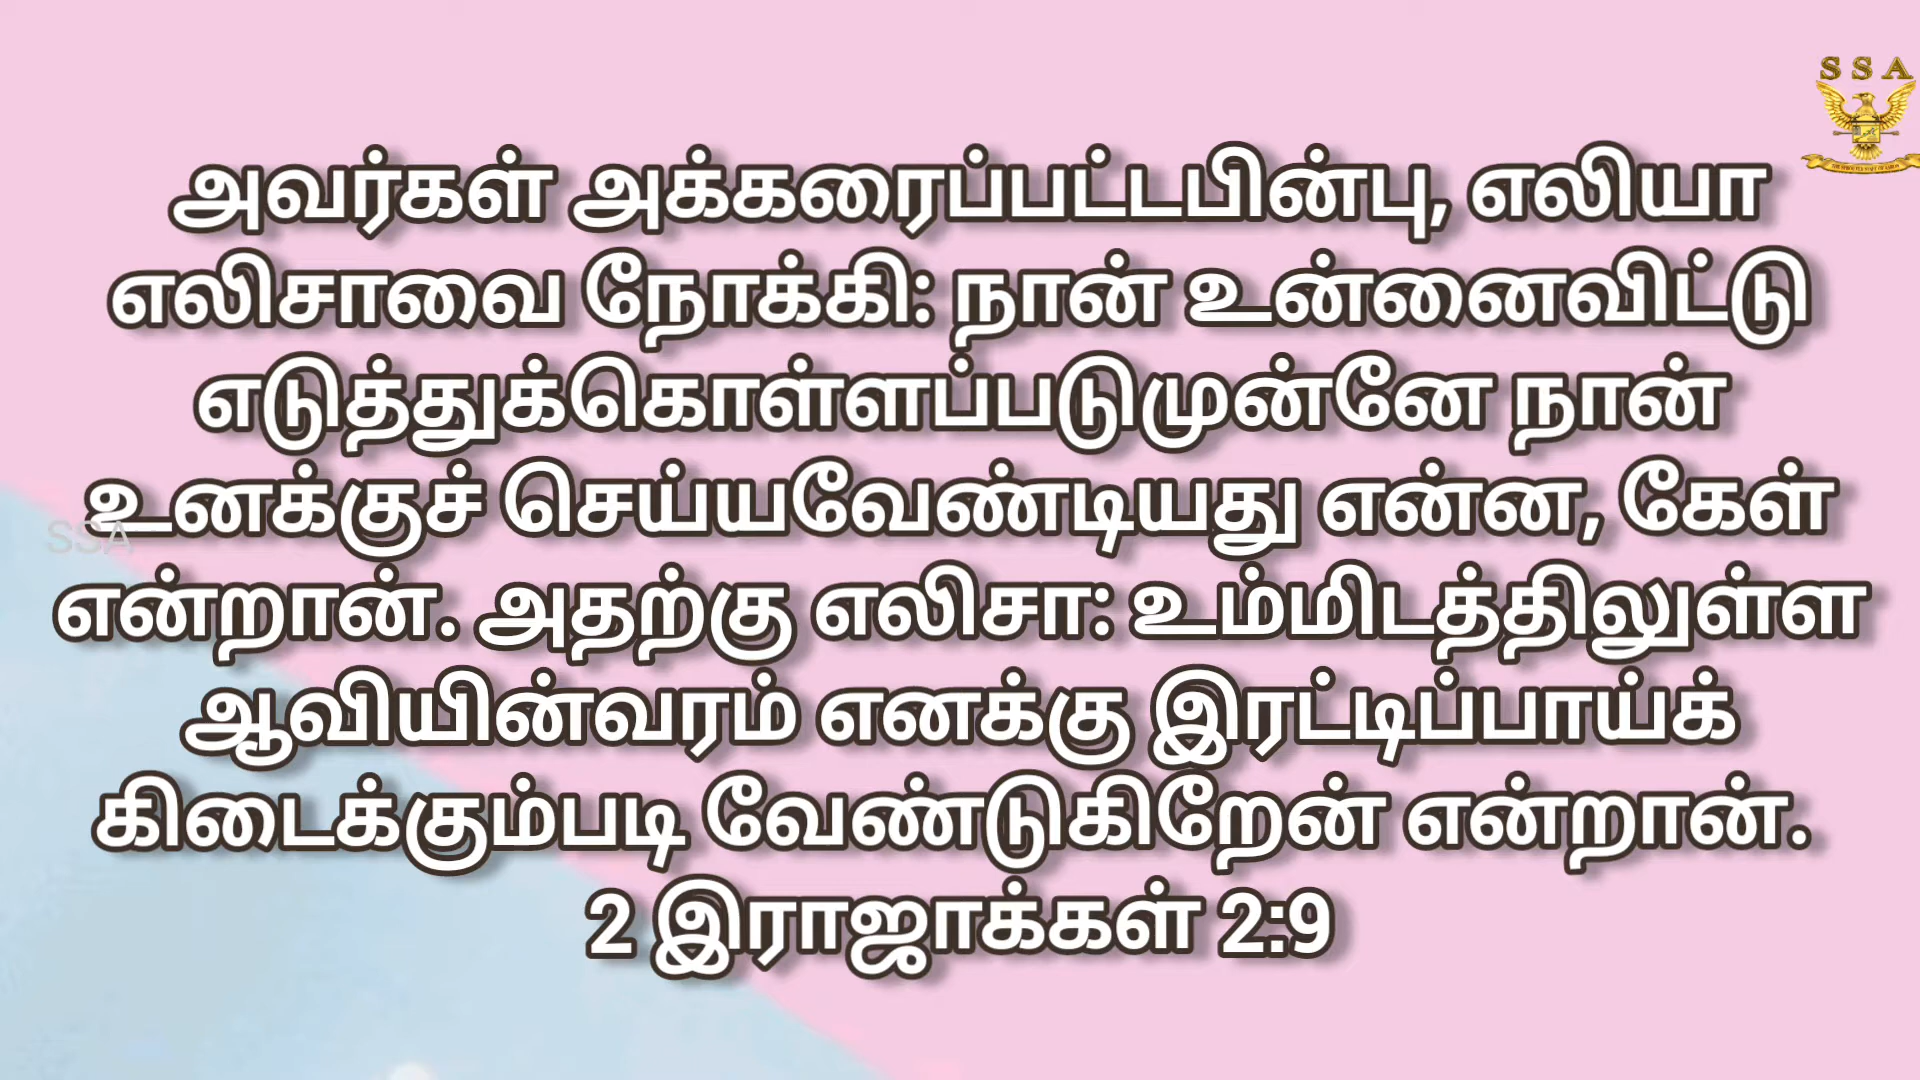 SSA
அவர்கள் அக்கரைப்பட்டபின்பு, எலியா
எலிசாவை நோக்கி: நான் உன்னைவிட்டு
எடுத்துக்கொள்ளப்படுமுன்னே நான்
உனக்குச் செய்யவேண்டியது என்ன, கேள்
SSA
என்றான். அதற்கு எலிசா: உம்மிடத்திலுள்ள
ஆவியின்வரம் எனக்கு இரட்டிப்பாய்க்
கிடைக்கும்படி வேண்டுகிறேன் என்றான்.
2 இராஜாக்கள் 2:9